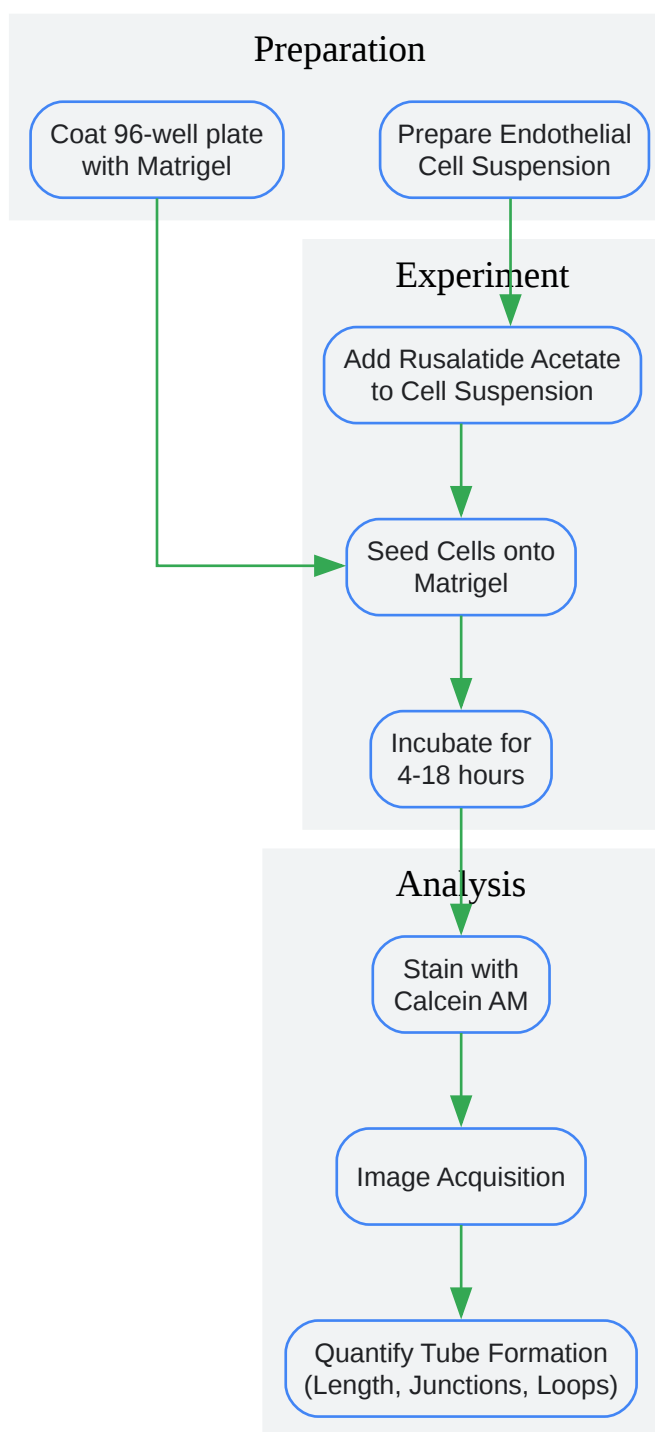 Preparation
Coat 96-well plate
with Matrigel
Prepare Endothelial
Cell Suspension
Experiment
Add Rusalatide Acetate
to Cell Suspension
Seed Cells onto
Matrigel
Incubate for
4-18 hours
Analysis
Stain with
Calcein AM
Image Acquisition
Quantify Tube Formation
(Length, Junctions, Loops)